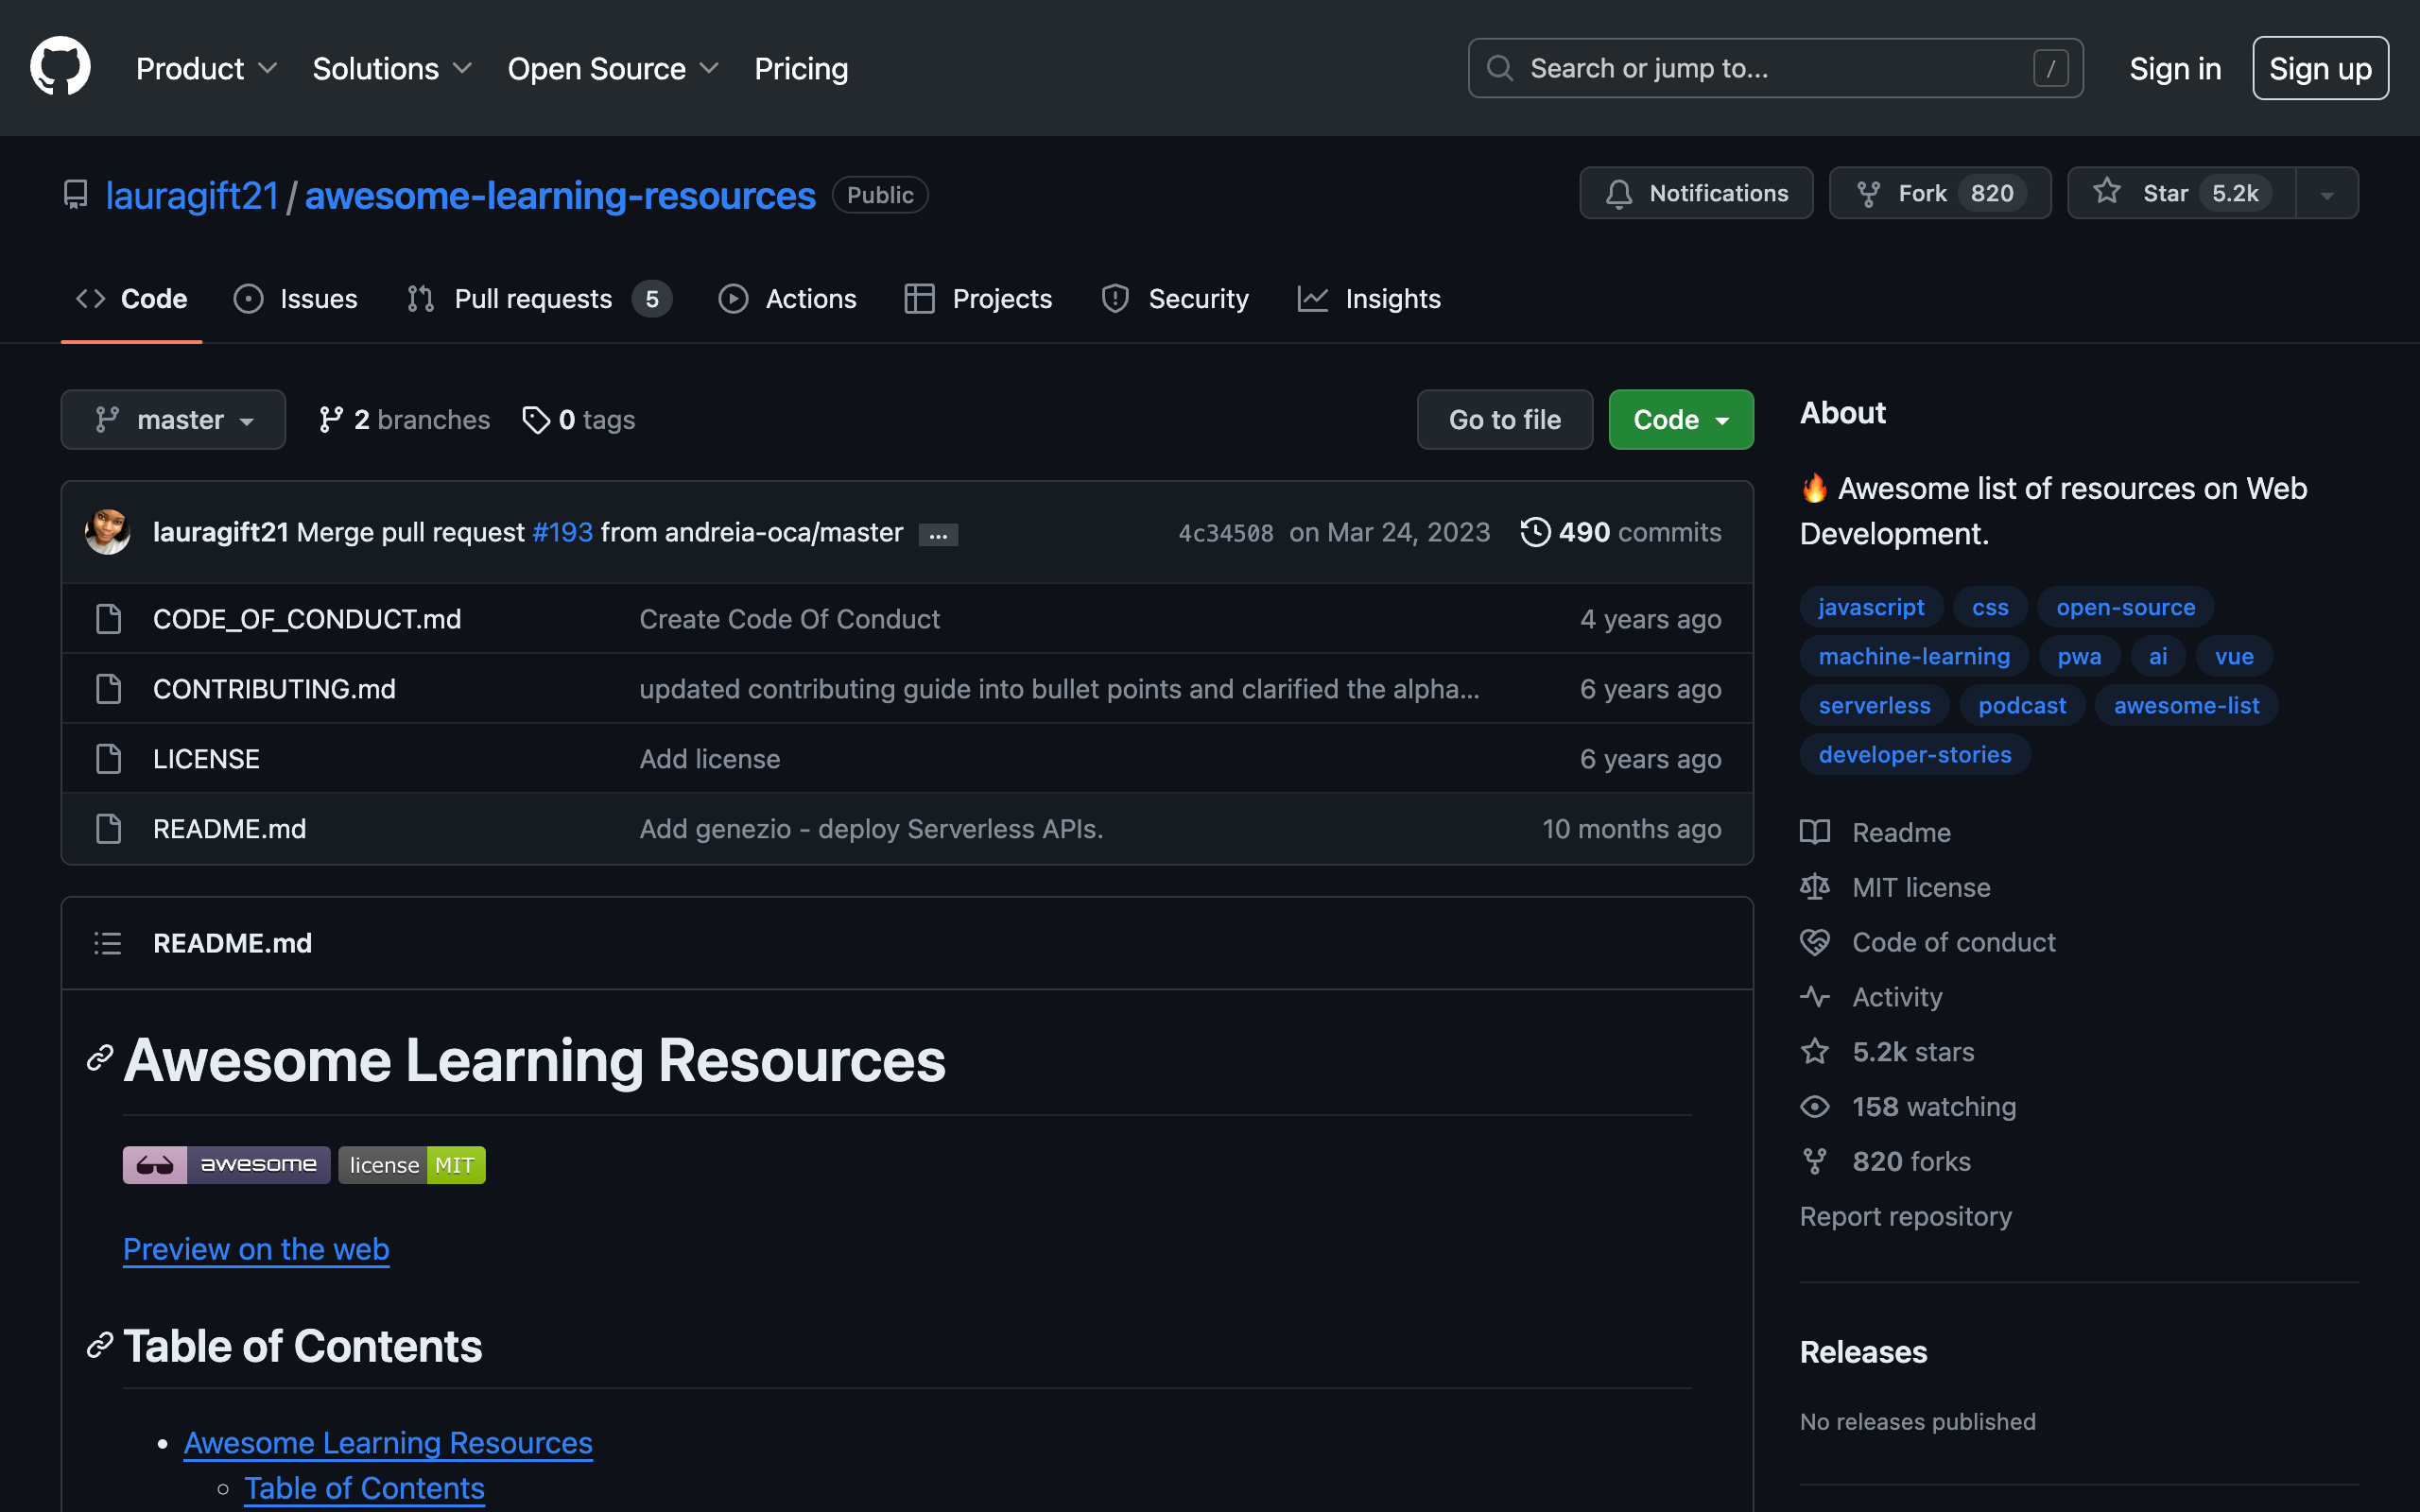 Product Solutions Open Source Pricing Search or jump to... / Sign in Sign up
lauragift21 / awesome-learning-resources Public Notifications Fork 820 Star 5.2k
Code Issues Pull requests 5 Actions Projects Security Insights
master 2 branches 0 tags Go to file Code
lauragift21 Merge pull request #193 from andreia-oca/master ... 4c34508 on Mar 24, 2023 490 commits
CODE_OF_CONDUCT.md Create Code Of Conduct 4 years ago
CONTRIBUTING.md updated contributing guide into bullet points and clarified the alpha... 6 years ago
LICENSE Add license 6 years ago
README.md Add genezio - deploy Serverless APIs. 10 months ago
README.md
Awesome Learning Resources
awesome license MIT
Preview on the web
Table of Contents
Awesome Learning Resources
Table of Contents
About
🔥 Awesome list of resources on Web
Development.
javascript css open-source
machine-learning pwa ai vue
serverless podcast awesome-list
developer-stories
Readme
MIT license
Code of conduct
Activity
5.2k stars
158 watching
820 forks
Report repository
Releases
No releases published